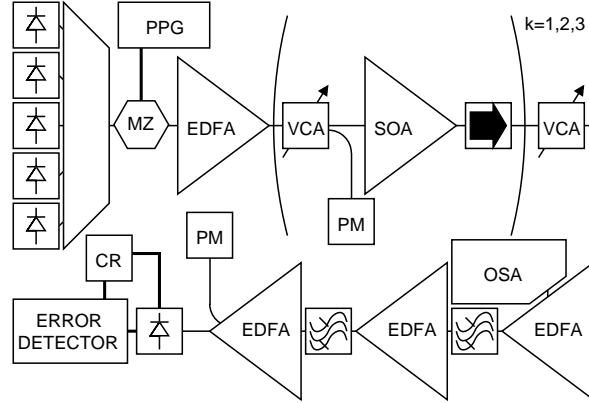 PPG
k=1,2,3
MZ
EDFA
VCA
SOA
VCA
PM
PM
CR
OSA
ERROR
DETECTOR
EDFA
EDFA
EDFA